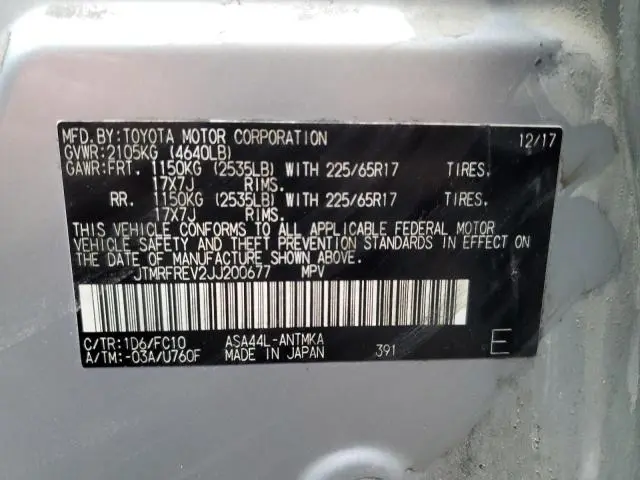 MFD.BY:TOYOTA MOTOR CORPORATION 12/17
GVWR:2105KG (4640LB)
GAWR:FRT. 1150KG (2535LB) WITH 225/65R17 TIRES.
17X7J RIMS.
RR. 1150KG (2535LB) WITH 225/65R17 TIRES.
17X7J RIMS.
THIS VEHICLE CONFORMS TO ALL APPLICABLE FEDERAL MOTOR
VEHICLE SAFETY AND THEFT PREVENTION STANDARDS IN EFFECT ON
THE DATE OF MANUFACTURE SHOWN ABOVE.
JTMRFREV2JJ200677 MPV
C/TR:1D6/FC10 ASA44L-ANTMKA
A/TM:-03A/U760F MADE IN JAPAN 391 E